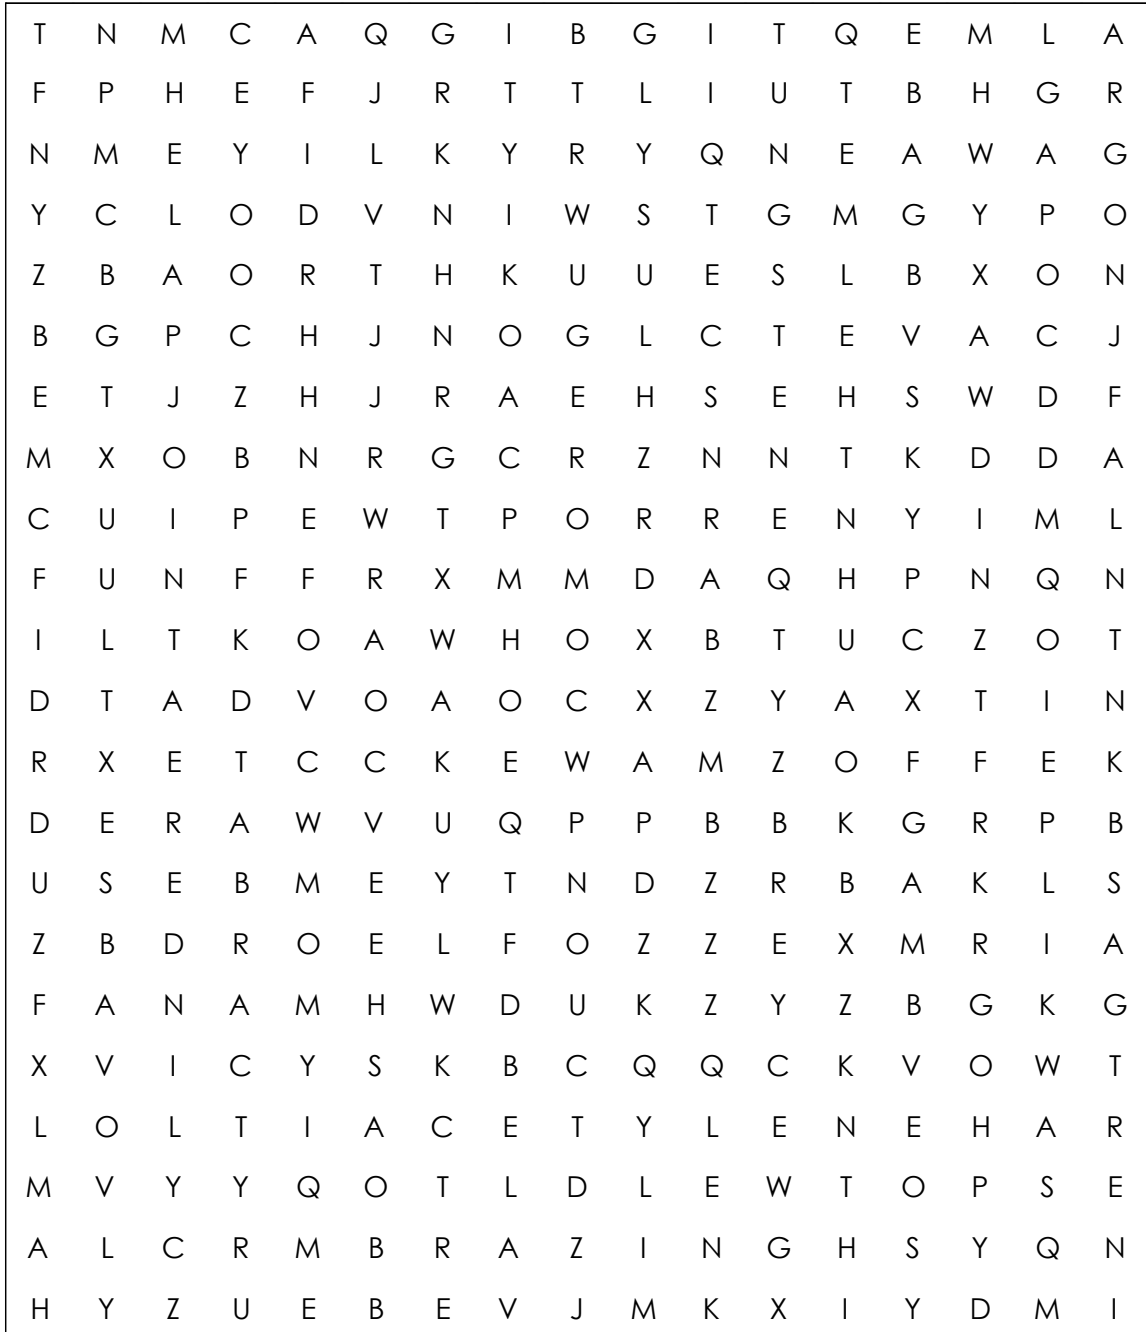 T N M C A Q G I B G I T Q E M L A
F P H E F J R T T L I U T B H G R
N M E Y I L K Y R Y Q N E A W A G
Y C L O D V N I W S T G M G Y P O
Z B A O R T H K U U E S L B X O N
B G P C H J N O G L C T E V A C J
E T J Z H J R A E H S E H S W D F
M X O B N R G C R Z N N T K D D A
C U I P E W T P O R R E N Y I M L
F U N F F R X M M D A Q H P N Q N
I L T K O A W H O X B T U C Z O T
D T A D V O A O C X Z Y A X T I N
R X E T C C K E W A M Z O F F E K
D E R A W V U Q P P B B K G R P B
U S E B M E Y T N D Z R B A K L S
Z B D R O E L F O Z Z E X M R I A
F A N A M H W D U K Z Y Z B G K G
X V I C Y S K B C Q Q C K V O W T
L O L T I A C E T Y L E N E H A R
M V Y Y Q O T L D L E W T O P S E
A L C R M B R A Z I N G H S Y Q N
H Y Z U E B E V J M K X I Y D M I